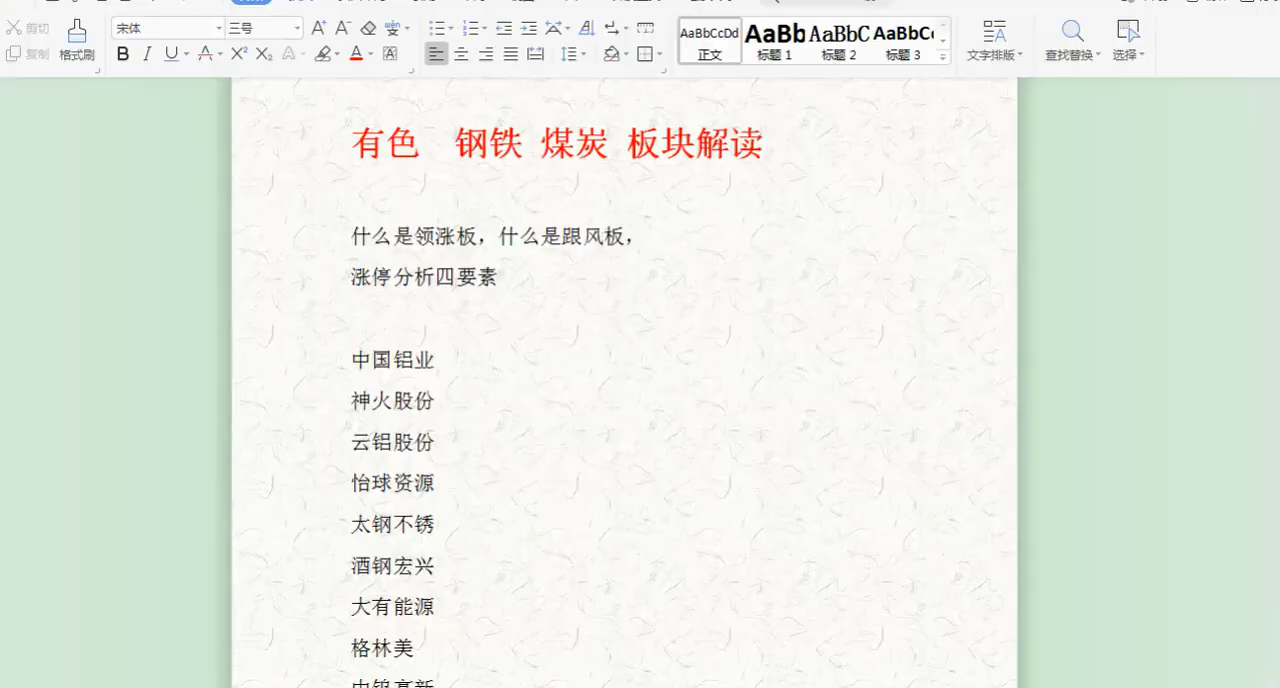 剪切
复制
格式刷
宋体
三号
B I U A X² X₂ A A A
AaBbCcDd
正文
AaBb
标题 1
AaBbC
标题 2
AaBbC
标题 3
文字排版
查找替换
选择
有色 钢铁 煤炭 板块解读
什么是领涨板，什么是跟风板，
涨停分析四要素
中国铝业
神火股份
云铝股份
怡球资源
太钢不锈
酒钢宏兴
大有能源
格林美